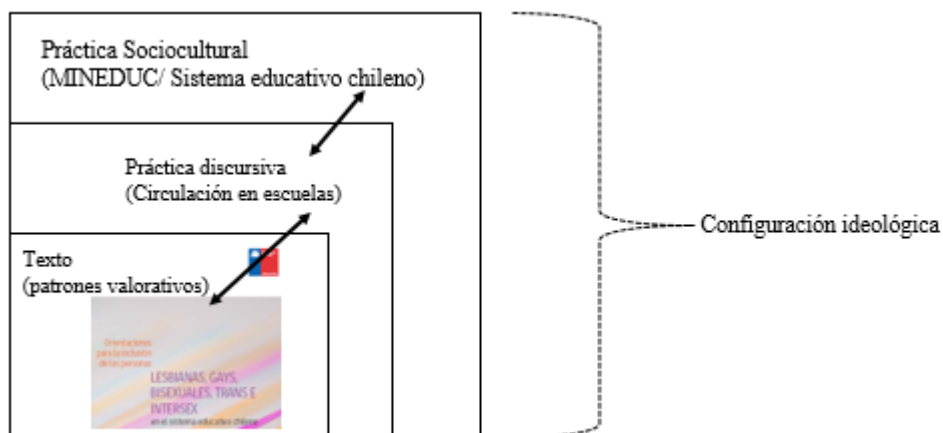 Práctica Sociocultural
(MINEDUC/ Sistema educativo chileno)
Práctica discursiva
(Circulación en escuelas)
Configuración ideológica
Texto
(patrones valorativos)
Orientaciones
para la inclusión
de las personas
LESBIANAS, GAYS,
BISEXUALES, TRANS E
INTERSEX
en el sistema educativo chileno